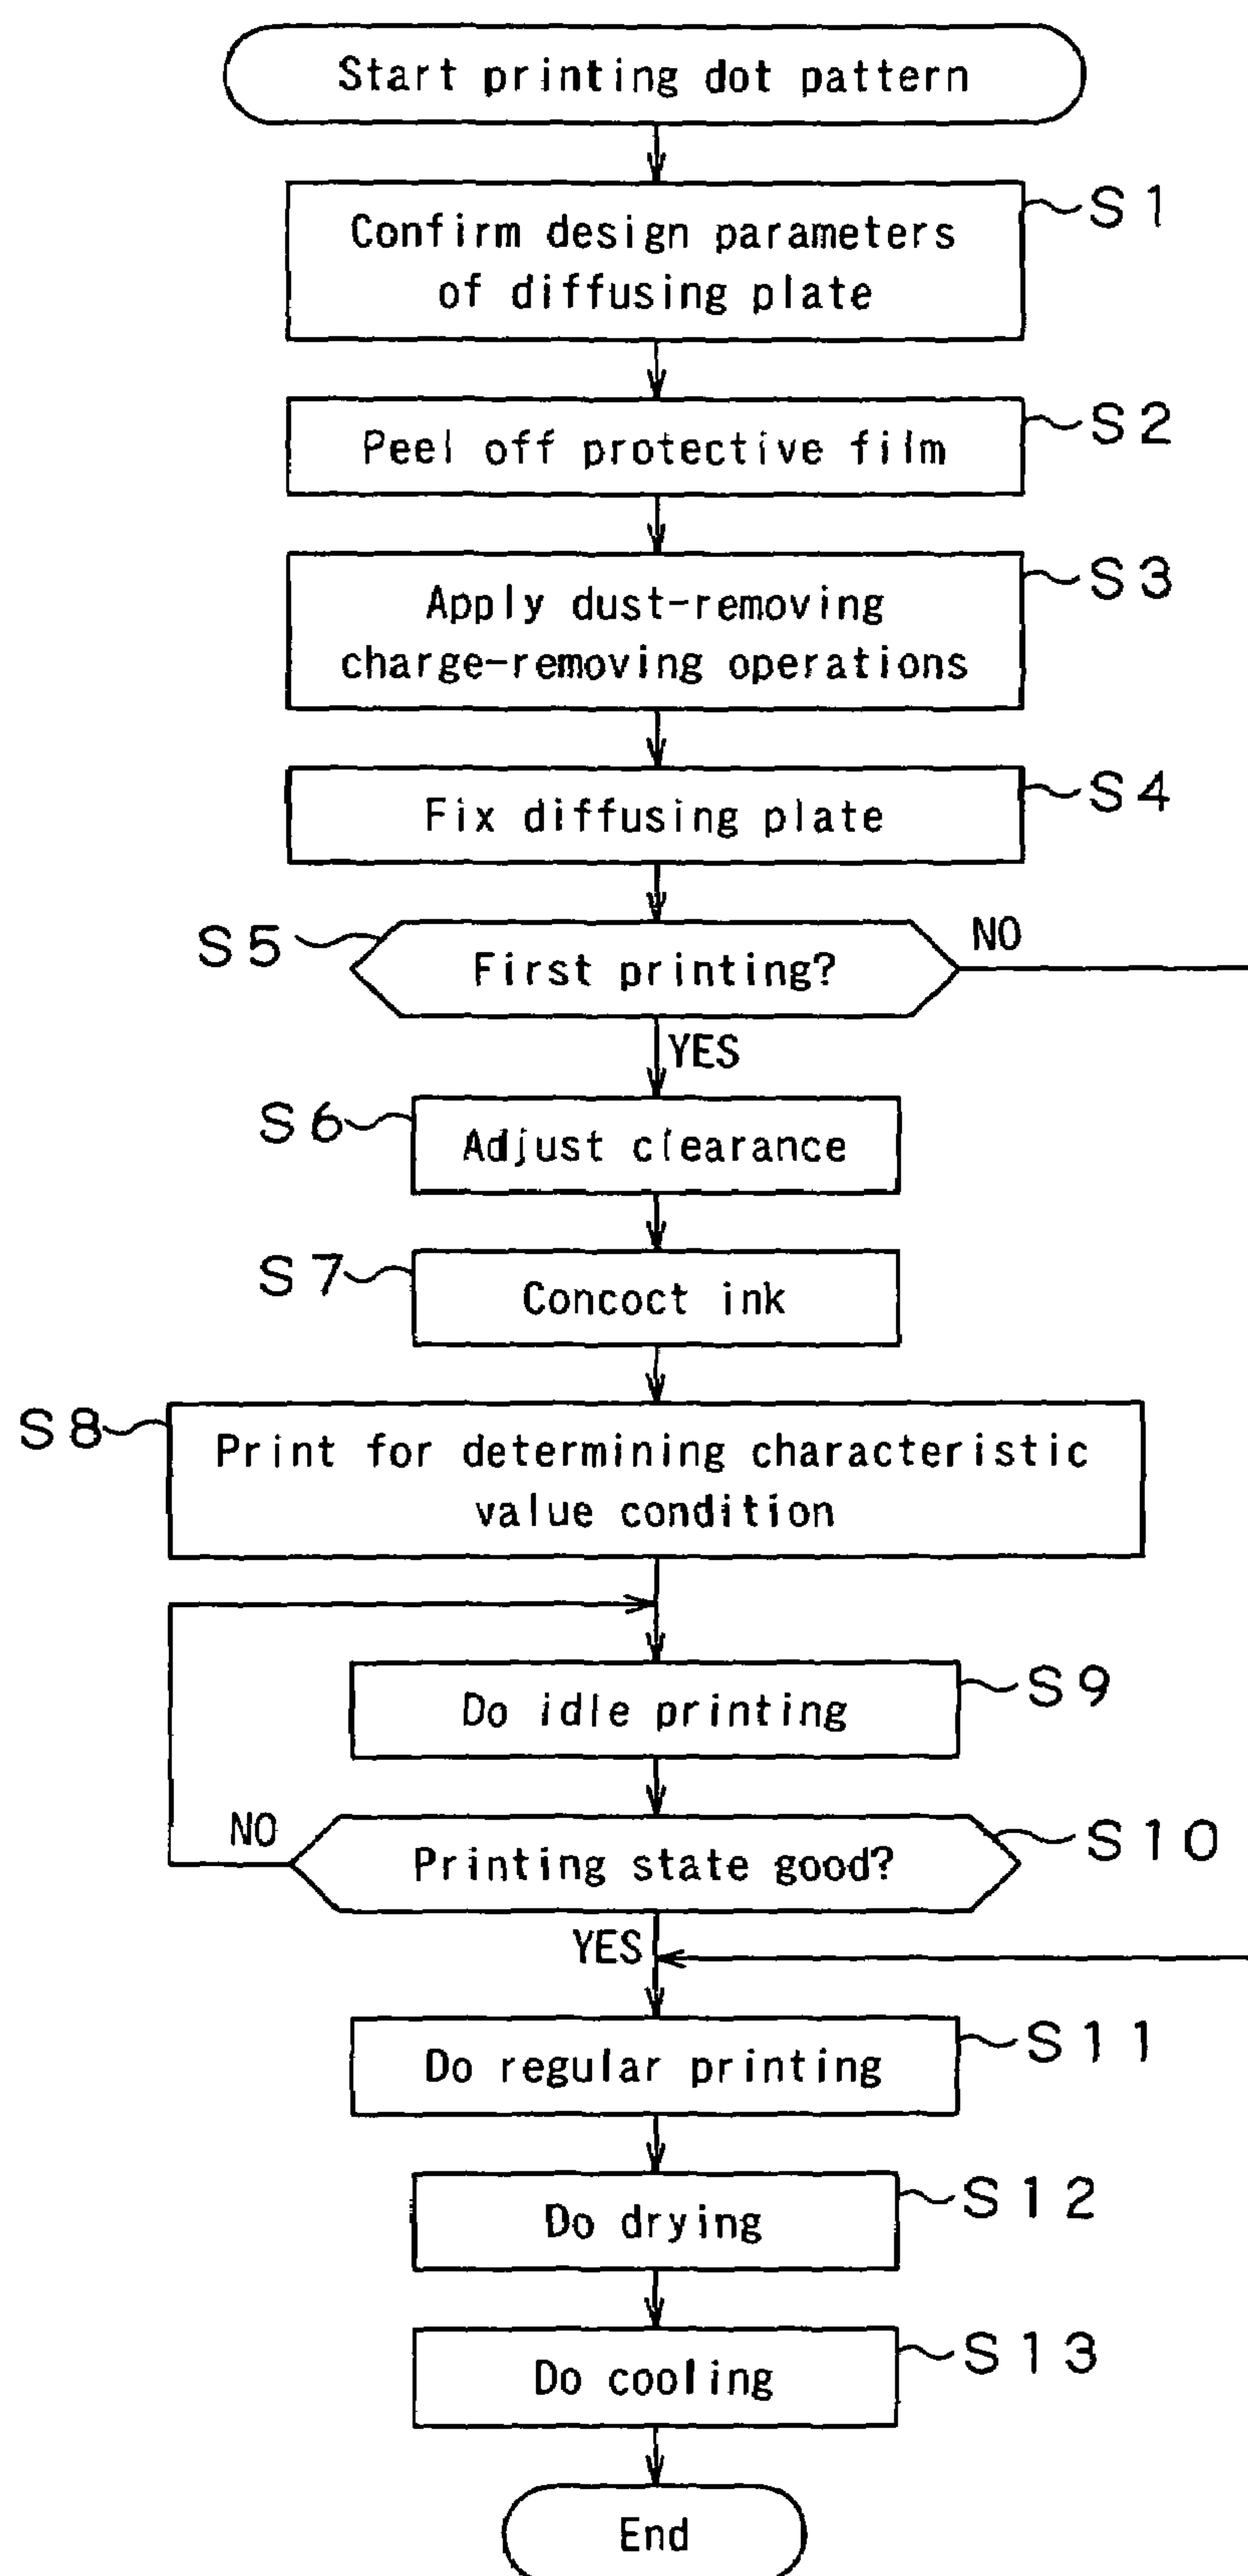 Start printing dot pattern
Confirm design parameters
of diffusing plate
S1
Peel off protective film
S2
Apply dust-removing
charge-removing operations
S3
Fix diffusing plate
S4
S5
First printing?
NO
YES
S6
Adjust clearance
S7
Concoct ink
S8
Print for determining characteristic
value condition
Do idle printing
S9
NO
Printing state good?
S10
YES
Do regular printing
S11
Do drying
S12
Do cooling
S13
End